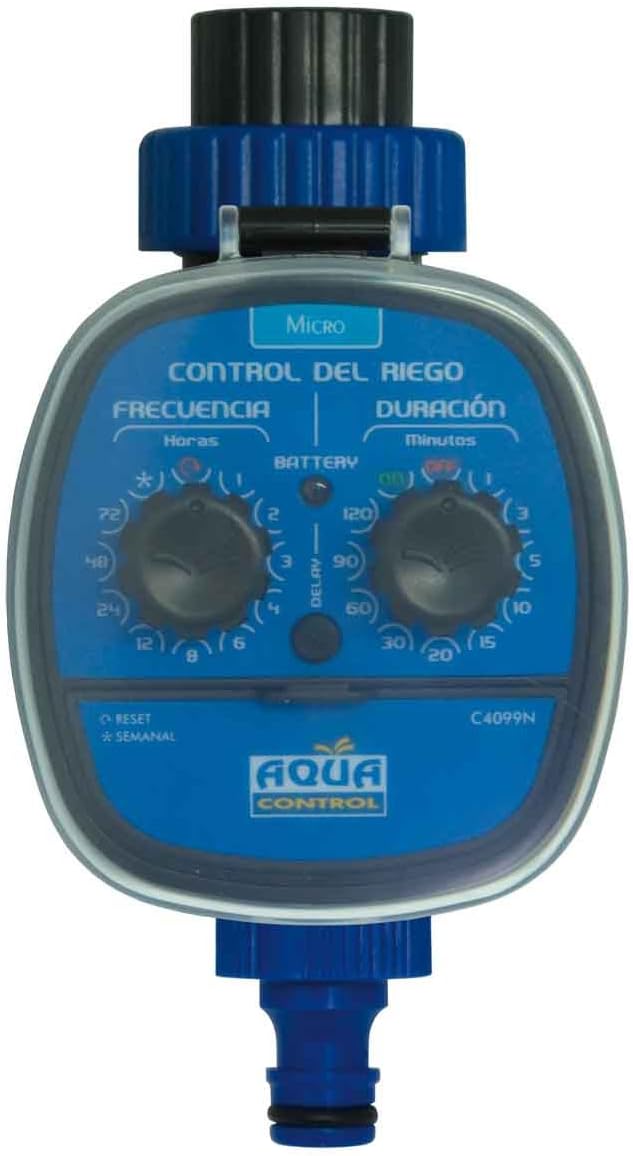 MICRO
CONTROL DEL RIEGO
FRECUENCIA
DURACIÓN
Horas
Minutos
BATTERY
DELAY
* 1 2 3 4 6 8 12 24 48 72
ON OFF 1 3 5 10 15 20 30 60 90 120
RESET
* SEMANAL
C4099N
AQUA
CONTROL